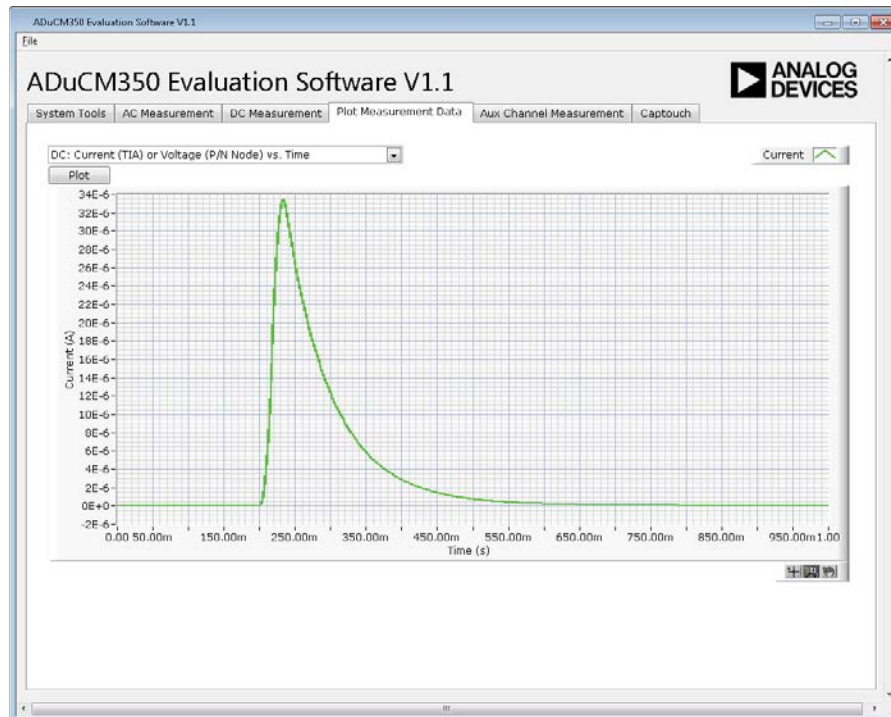 ADuCM350 Evaluation Software V1.1
File
ADuCM350 Evaluation Software V1.1
ANALOG
DEVICES
System Tools AC Measurement DC Measurement Plot Measurement Data Aux Channel Measurement Captouch
DC: Current (TIA) or Voltage (P/N Node) vs. Time
Current
Plot
34E-6
32E-6
30E-6
28E-6
26E-6
24E-6
22E-6
20E-6
18E-6
16E-6
14E-6
12E-6
10E-6
8E-6
6E-6
4E-6
2E-6
0E+0
-2E-6
Current (A)
0.00 50.00m 150.00m 250.00m 350.00m 450.00m 550.00m 650.00m 750.00m 850.00m 950.00m 1.00
Time (s)